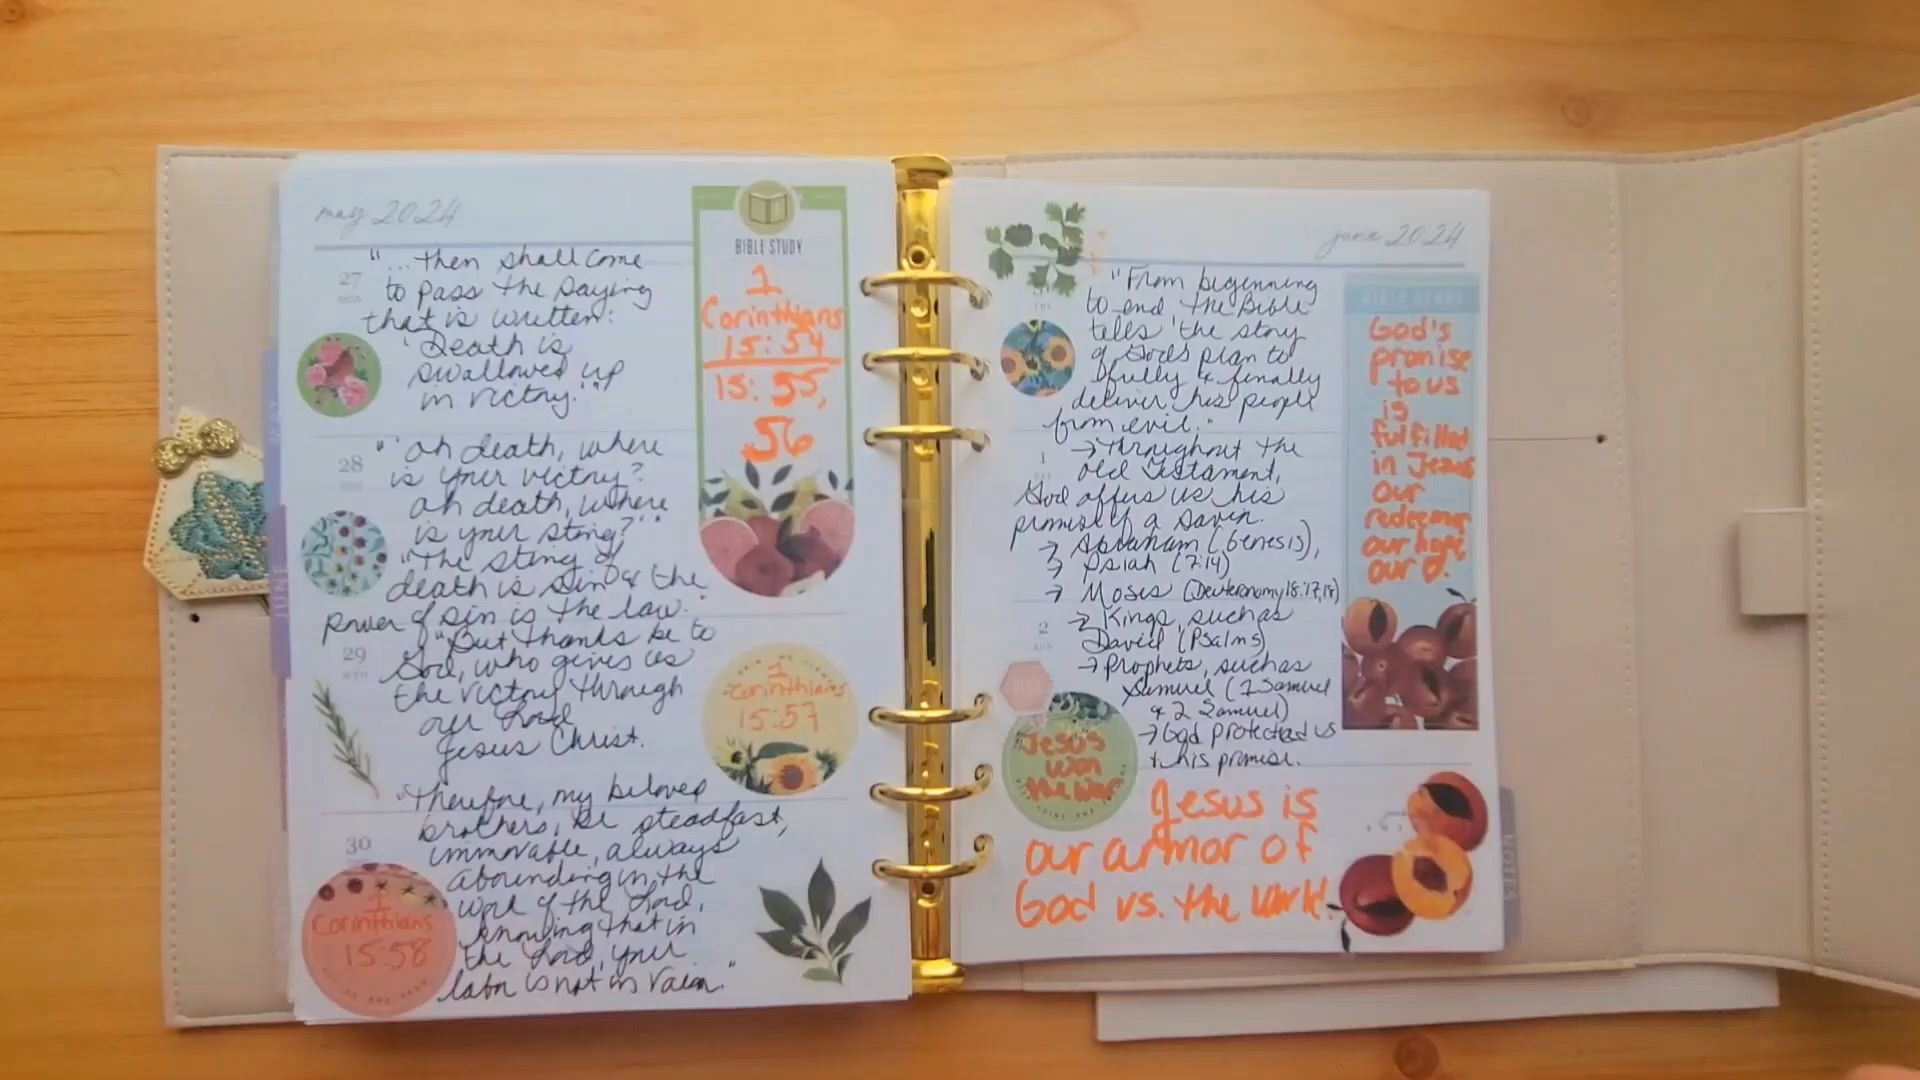 may 2024
27
MON
"...then shall come
to pass the saying
that is written:
'Death is
swallowed up
in victory.'"
28
"'oh death, where
is your victory?
oh death, where
is your sting?'"
"The sting of
death is sin & the
power of sin is the law."
29
WED
"But thanks be to
God, who gives us
the victory through
our Lord
Jesus Christ.
30
"Therefore, my beloved
brothers, be steadfast,
immovable, always
abounding in the
work of the Lord,
knowing that in
the Lord, your
labor is not in vain."
BIBLE STUDY
1
Corinthians
15:54
15:55,
56
1
Corinthians
15:57
1
Corinthians
15:58
MAY
JUNE
june 2024
"From beginning
to end, the Bible
tells the story
of God's plan to
fully & finally
deliver his people
from evil."
1
→ Throughout the
Old Testament,
God offers us his
promise of a
→ Abraham (Genesis),
→ (7:14)
→ Moses (Deuteronomy 18:17,18)
2
SUN
→ Kings, such as
David (Psalms)
→ Prophets, such as
Samuel (1 Samuel
& 2 Samuel)
→ God protected us
his promise.
BIBLE STUDY
God's
promise
to us
is
fulfilled
in Jesus
our
redeemer
our hope,
our
Jesus
won
the war
Jesus is
our armor of
God vs. the world!
NOTES